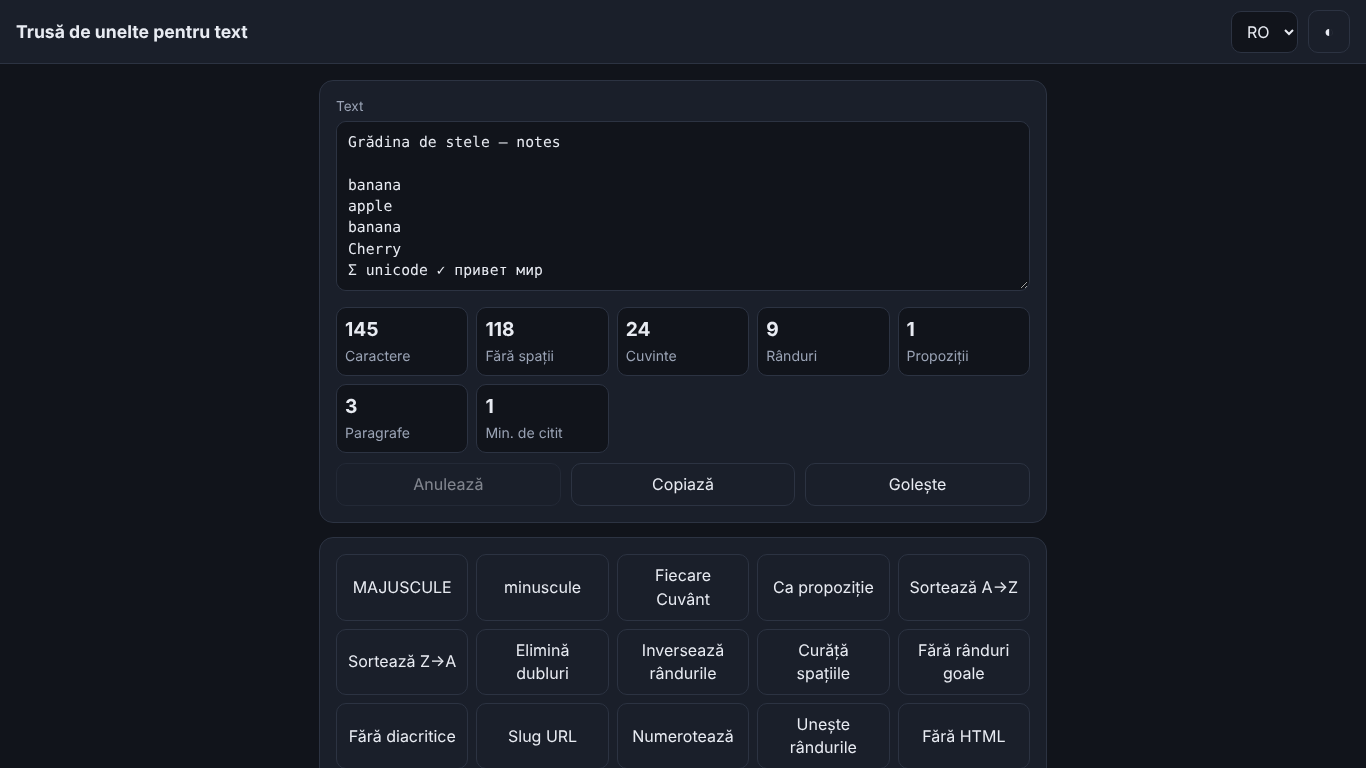 Trusă de unelte pentru text
RO
Text
Grădina de stele — notes
banana
apple
banana
Cherry
Σ unicode ✓ привет мир
145
Caractere
118
Fără spații
24
Cuvinte
9
Rânduri
1
Propoziții
3
Paragrafe
1
Min. de citit
Anulează
Copiază
Golește
MAJUSCULE
minuscule
Fiecare
Cuvânt
Ca propoziție
Sortează A→Z
Sortează Z→A
Elimină
dubluri
Inversează
rândurile
Curăță
spațiile
Fără rânduri
goale
Fără diacritice
Slug URL
Numerotează
Unește
rândurile
Fără HTML